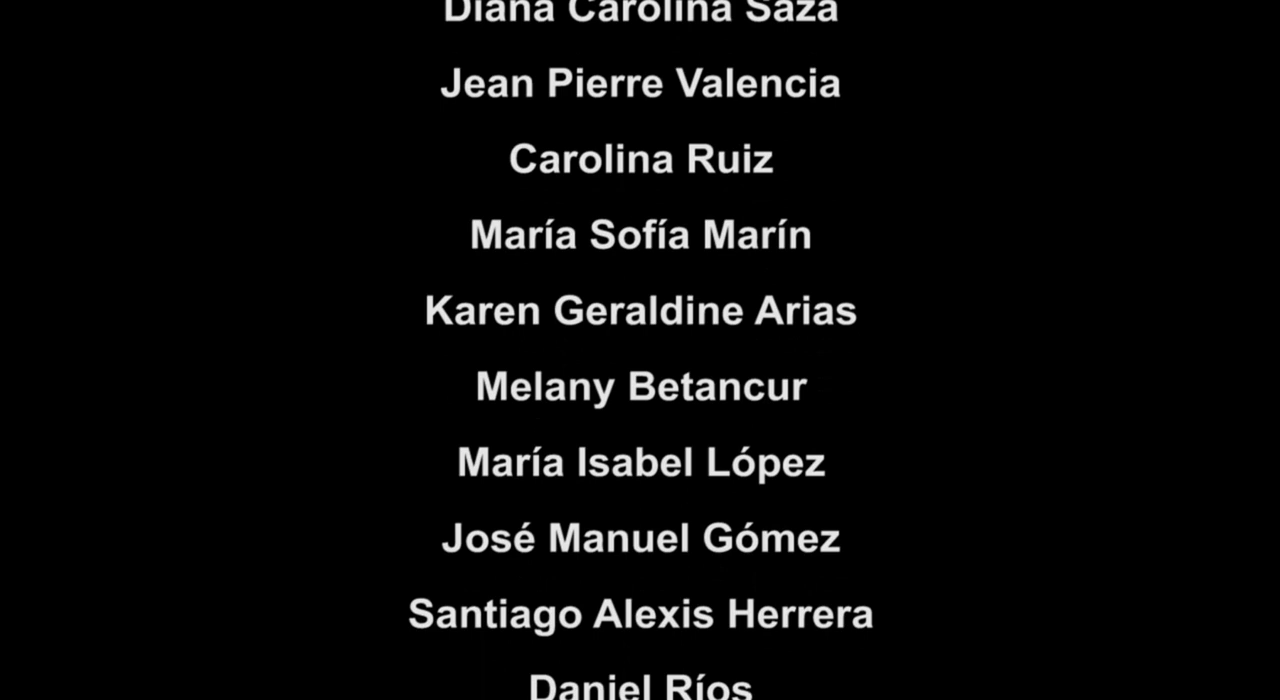 Diana Carolina Saza
Jean Pierre Valencia
Carolina Ruiz
María Sofía Marín
Karen Geraldine Arias
Melany Betancur
María Isabel López
José Manuel Gómez
Santiago Alexis Herrera
Daniel Ríos